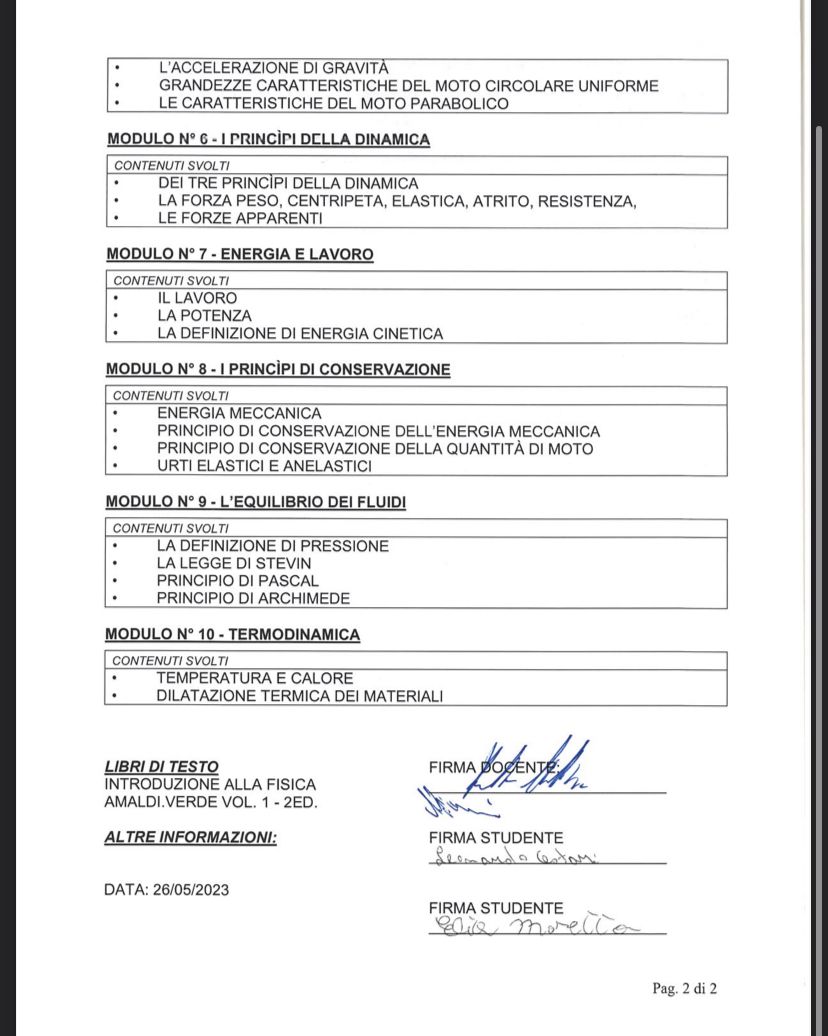 • L'ACCELERAZIONE DI GRAVITÀ
• GRANDEZZE CARATTERISTICHE DEL MOTO CIRCOLARE UNIFORME
• LE CARATTERISTICHE DEL MOTO PARABOLICO
MODULO N° 6 - I PRINCÌPI DELLA DINAMICA
CONTENUTI SVOLTI
• DEI TRE PRINCÌPI DELLA DINAMICA
• LA FORZA PESO, CENTRIPETA, ELASTICA, ATRITO, RESISTENZA,
• LE FORZE APPARENTI
MODULO N° 7 - ENERGIA E LAVORO
CONTENUTI SVOLTI
• IL LAVORO
• LA POTENZA
• LA DEFINIZIONE DI ENERGIA CINETICA
MODULO N° 8 - I PRINCÌPI DI CONSERVAZIONE
CONTENUTI SVOLTI
• ENERGIA MECCANICA
• PRINCIPIO DI CONSERVAZIONE DELL'ENERGIA MECCANICA
• PRINCIPIO DI CONSERVAZIONE DELLA QUANTITÀ DI MOTO
• URTI ELASTICI E ANELASTICI
MODULO N° 9 - L'EQUILIBRIO DEI FLUIDI
CONTENUTI SVOLTI
• LA DEFINIZIONE DI PRESSIONE
• LA LEGGE DI STEVIN
• PRINCIPIO DI PASCAL
• PRINCIPIO DI ARCHIMEDE
MODULO N° 10 - TERMODINAMICA
CONTENUTI SVOLTI
• TEMPERATURA E CALORE
• DILATAZIONE TERMICA DEI MATERIALI
LIBRI DI TESTO
INTRODUZIONE ALLA FISICA
AMALDI.VERDE VOL. 1 - 2ED.
ALTRE INFORMAZIONI:
DATA: 26/05/2023
FIRMA DOCENTE:
FIRMA STUDENTE
Leonardo
FIRMA STUDENTE
Elia
Pag. 2 di 2